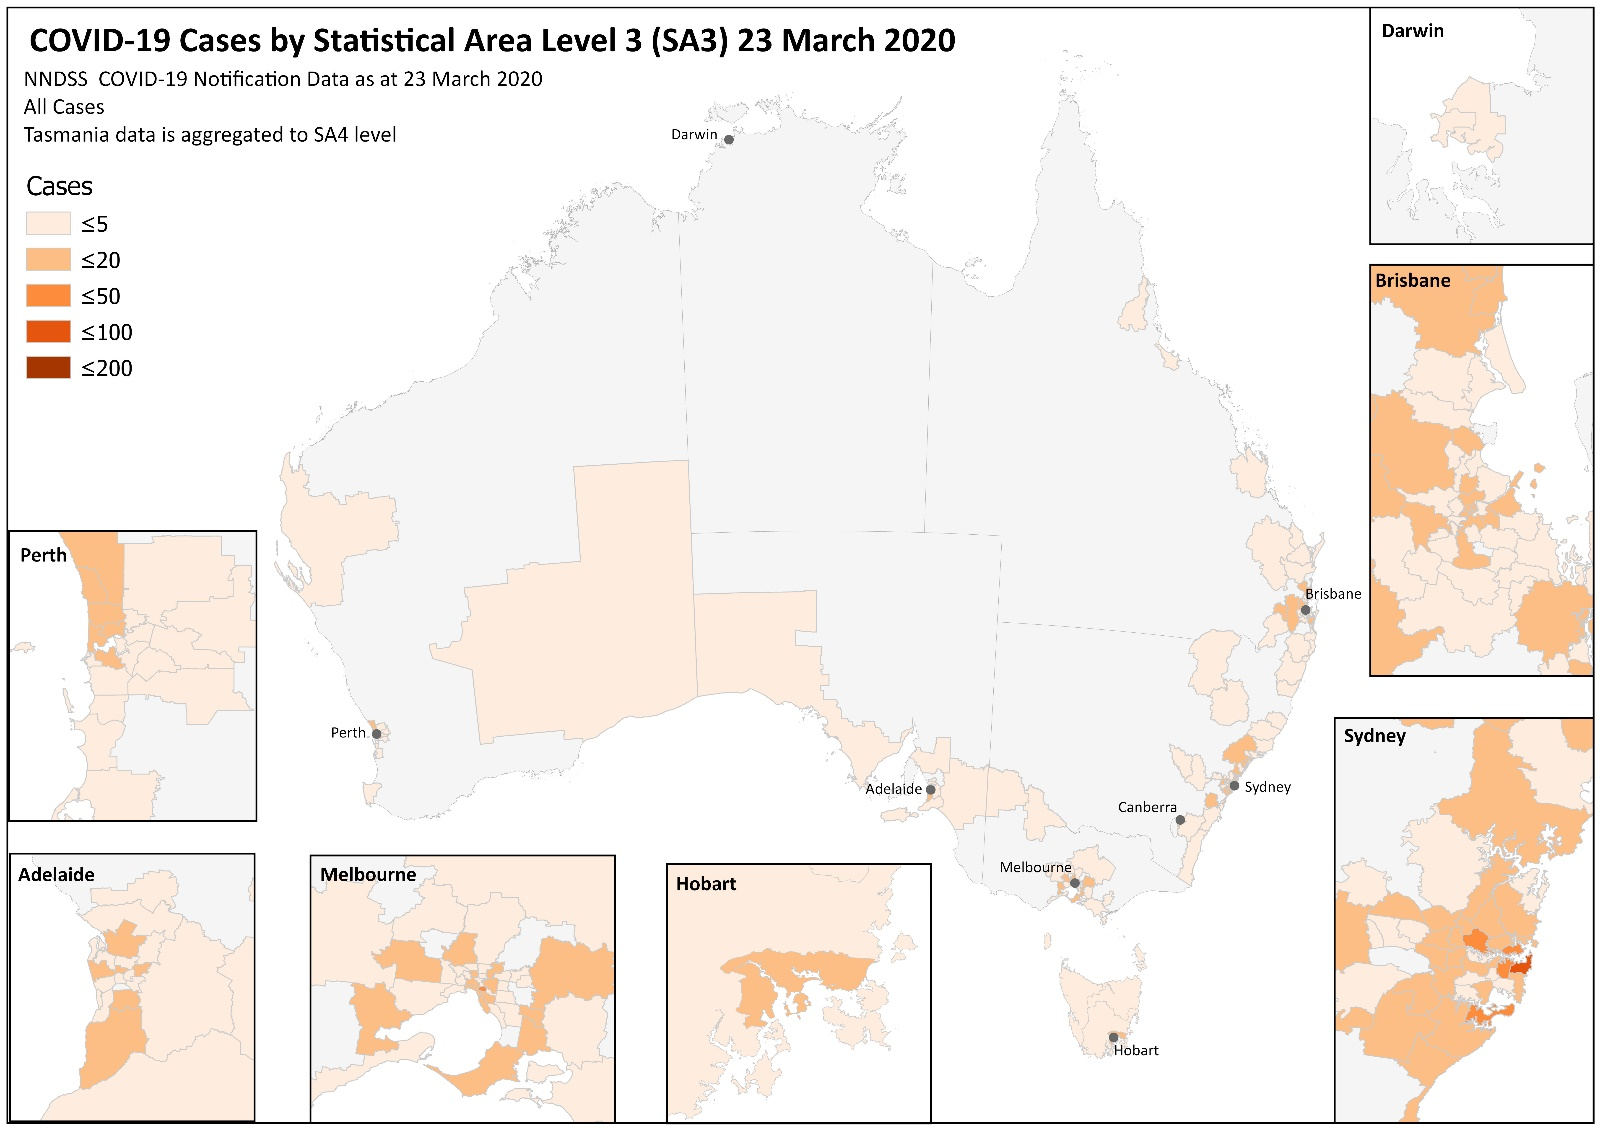 COVID-19 Cases by Statistical Area Level 3 (SA3) 23 March 2020
NNDSS COVID-19 Notification Data as at 23 March 2020
All Cases
Tasmania data is aggregated to SA4 level
Cases
≤5
≤20
≤50
≤100
≤200
Darwin
Darwin
Brisbane
Brisbane
Perth
Perth
Adelaide
Sydney
Canberra
Melbourne
Hobart
Sydney
Adelaide
Melbourne
Hobart